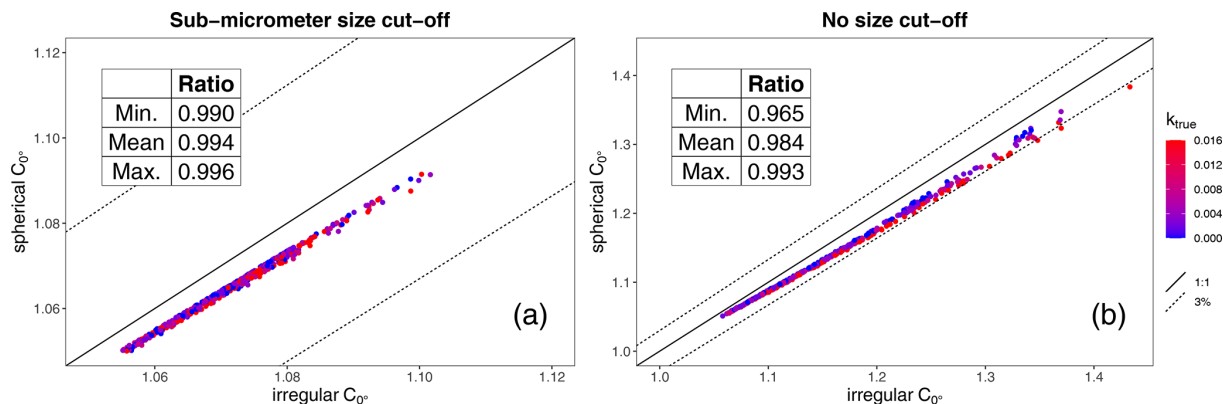 Sub−micrometer size cut−off
No size cut−off
1.12
1.10
1.08
1.06
spherical C0°
Ratio
Min. 0.990
Mean 0.994
Max. 0.996
(a)
1.06 1.08 1.10 1.12
irregular C0°
1.4
1.3
1.2
1.1
1.0
spherical C0°
Ratio
Min. 0.965
Mean 0.984
Max. 0.993
(b)
1.0 1.1 1.2 1.3 1.4
irregular C0°
ktrue
0.016
0.012
0.008
0.004
0.000
1:1
3%